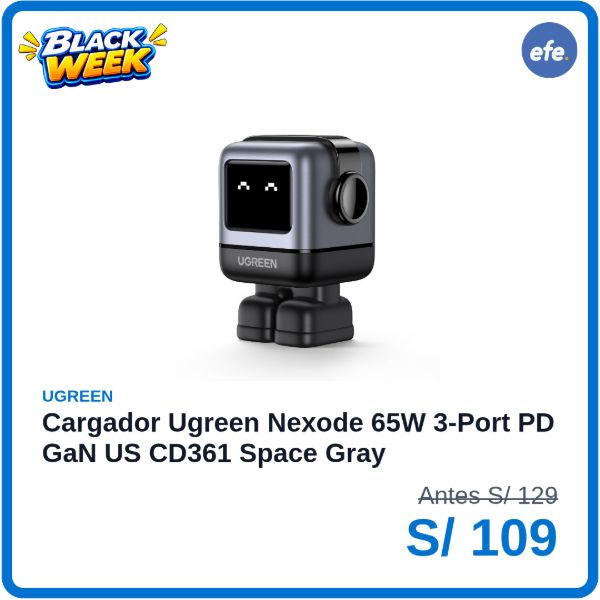 BLACK
WEEK
efe.
UGREEN
UGREEN
Cargador Ugreen Nexode 65W 3-Port PD
GaN US CD361 Space Gray
Antes S/ 129
S/ 109